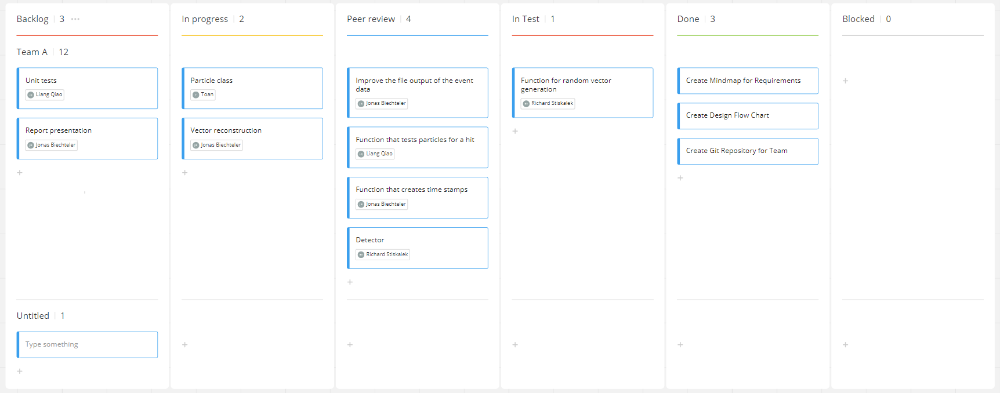 Backlog 3
In progress 2
Peer review 4
In Test 1
Done 3
Blocked 0
Team A 12
Unit tests
Liang Qiao
Report presentation
Jonas Biechteler
Particle class
Toan
Vector reconstruction
Jonas Biechteler
Improve the file output of the event
data
Jonas Biechteler
Function that tests particles for a hit
Liang Qiao
Function that creates time stamps
Jonas Biechteler
Detector
Richard Stiskalek
Function for random vector
generation
Richard Stiskalek
Create Mindmap for Requirements
Create Design Flow Chart
Create Git Repository for Team
Untitled 1
Type something